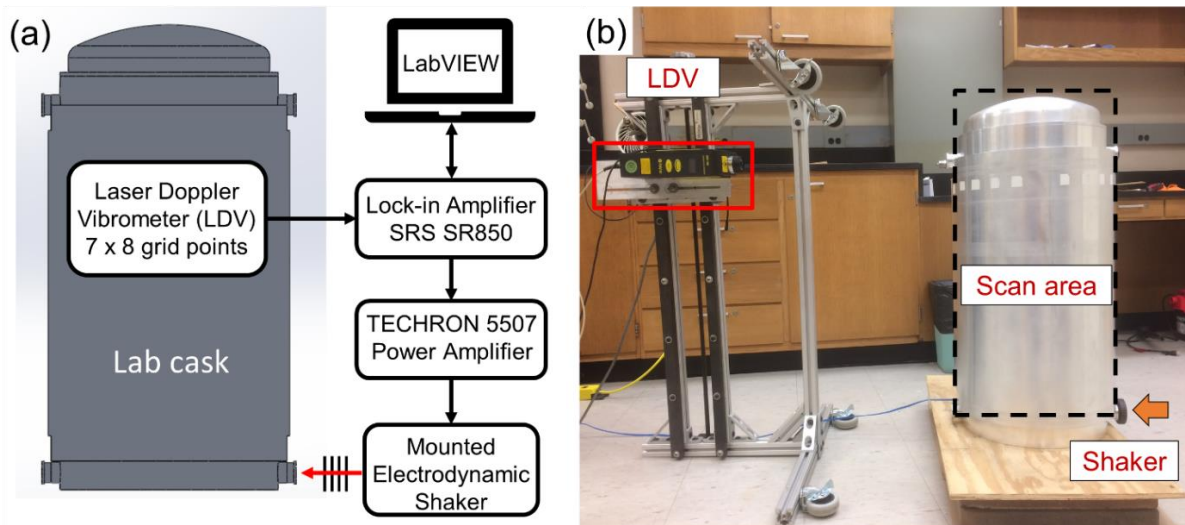 (a)
LabVIEW
Laser Doppler
Vibrometer (LDV)
7 x 8 grid points
Lock-in Amplifier
SRS SR850
TECHRON 5507
Power Amplifier
Lab cask
Mounted
Electrodynamic
Shaker
(b)
LDV
Scan area
Shaker